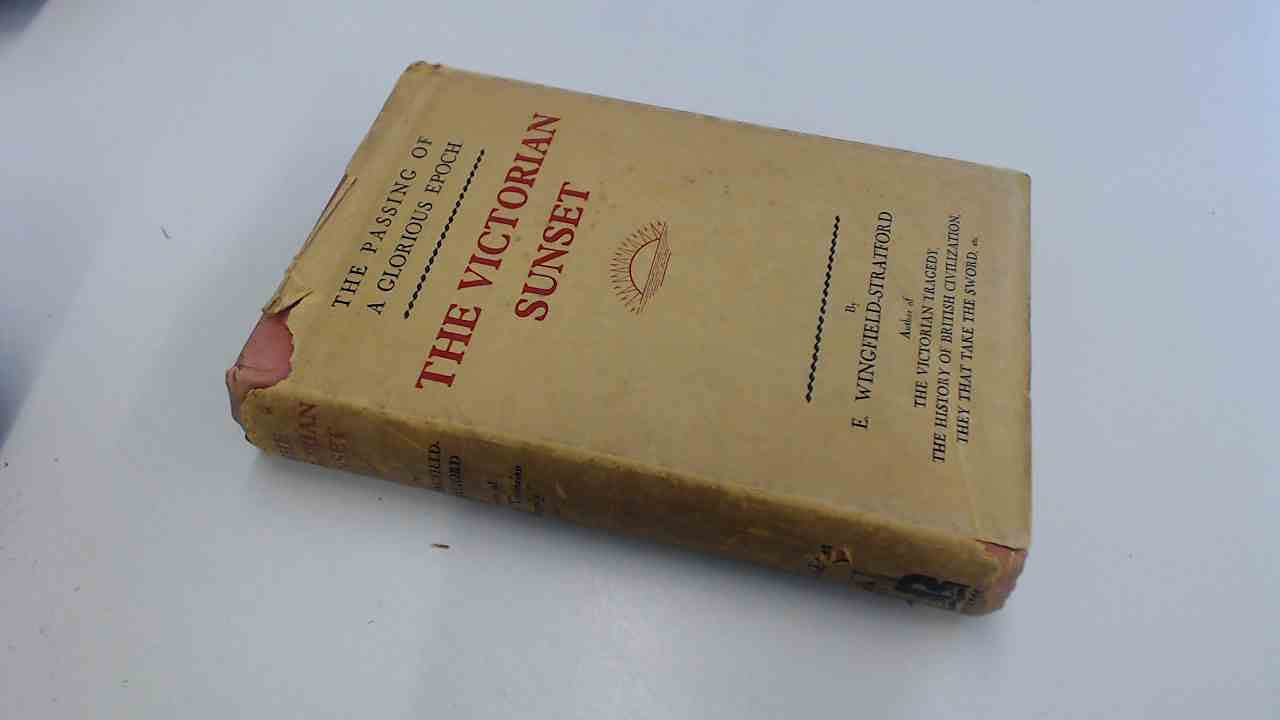 THE PASSING OF
A GLORIOUS EPOCH
THE VICTORIAN
SUNSET
By
E. WINGFIELD-STRATFORD
Author of
THE VICTORIAN TRAGEDY,
THE HISTORY OF BRITISH CIVILIZATION,
THEY THAT TAKE THE SWORD, etc.